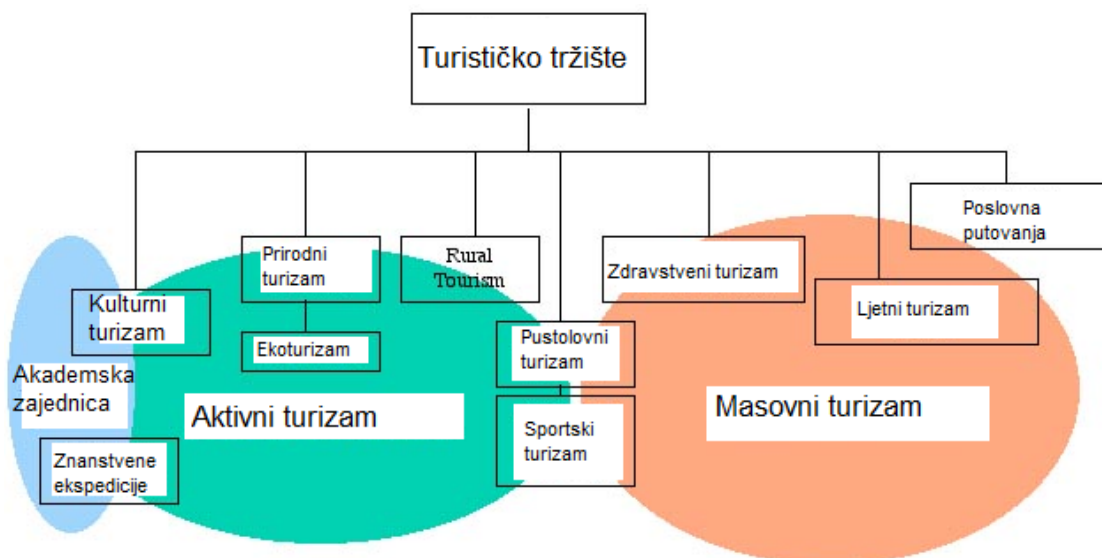 Turističko tržište
Poslovna
putovanja
Prirodni
turizam
Rural
Tourism
Zdravstveni turizam
Kulturni
turizam
Ljetni turizam
Ekoturizam
Pustolovni
turizam
Akademska
zajednica
Aktivni turizam
Masovni turizam
Sportski
turizam
Znanstvene
ekspedicije